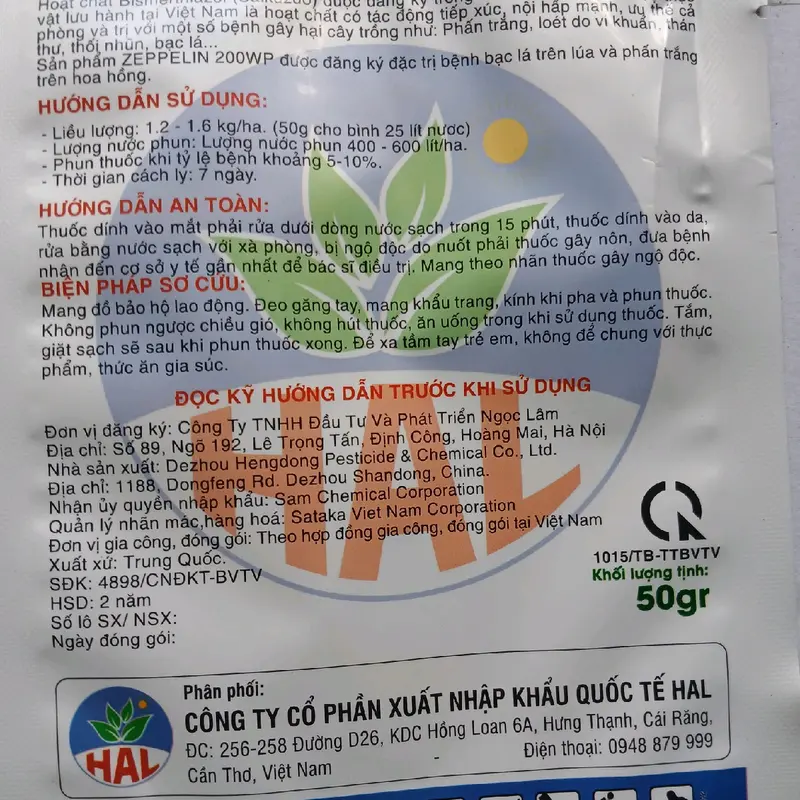 Hoạt chất Bismerthiazol (Saikuzuo) được đăng ký trong
vật lưu hành tại Việt Nam là hoạt chất có tác động tiếp xúc, nội hấp mạnh, ưu thế cả
phòng và trị với một số bệnh gây hại cây trồng như: Phấn trắng, loét do vi khuẩn, thán
thư, thối nhũn, bạc lá...
Sản phẩm ZEPPELIN 200WP được đăng ký đặc trị bệnh bạc lá trên lúa và phấn trắng
trên hoa hồng.
HƯỚNG DẪN SỬ DỤNG:
- Liều lượng: 1.2 - 1.6 kg/ha. (50g cho bình 25 lít nước)
- Lượng nước phun: Lượng nước phun 400 - 600 lít/ha.
- Phun thuốc khi tỷ lệ bệnh khoảng 5-10%.
- Thời gian cách ly: 7 ngày.
HƯỚNG DẪN AN TOÀN:
Thuốc dính vào mắt phải rửa dưới dòng nước sạch trong 15 phút, thuốc dính vào da,
rửa bằng nước sạch với xà phòng, bị ngộ độc do nuốt phải thuốc gây nôn, đưa bệnh
nhận đến cơ sở y tế gần nhất để bác sĩ điều trị. Mang theo nhãn thuốc gây ngộ độc.
BIỆN PHÁP SƠ CỨU:
Mang đồ bảo hộ lao động. Đeo găng tay, mang khẩu trang, kính khi pha và phun thuốc.
Không phun ngược chiều gió, không hút thuốc, ăn uống trong khi sử dụng thuốc. Tắm,
giặt sạch sẽ sau khi phun thuốc xong. Để xa tầm tay trẻ em, không để chung với thực
phẩm, thức ăn gia súc.
ĐỌC KỸ HƯỚNG DẪN TRƯỚC KHI SỬ DỤNG
Đơn vị đăng ký: Công Ty TNHH Đầu Tư Và Phát Triển Ngọc Lâm
Địa chỉ: Số 89, Ngõ 192, Lê Trọng Tấn, Định Công, Hoàng Mai, Hà Nội
Nhà sản xuất: Dezhou Hengdong Pesticide & Chemical Co., Ltd.
Địa chỉ: 1188, Dongfeng Rd. Dezhou Shandong, China.
Nhận ủy quyền nhập khẩu: Sam Chemical Corporation
Quản lý nhãn mác,hàng hoá: Sataka Viet Nam Corporation
Đơn vị gia công, đóng gói: Theo hợp đồng gia công, đóng gói tại Việt Nam
Xuất xứ: Trung Quốc.
SĐK: 4898/CNĐKT-BVTV
HSD: 2 năm
Số lô SX/ NSX:
Ngày đóng gói:
HAL
1015/TB-TTBVTV
Khối lượng tịnh:
50gr
HAL
Phân phối:
CÔNG TY CỔ PHẦN XUẤT NHẬP KHẨU QUỐC TẾ HAL
ĐC: 256-258 Đường D26, KDC Hồng Loan 6A, Hưng Thạnh, Cái Răng,
Cần Thơ, Việt Nam
Điện thoại: 0948 879 999